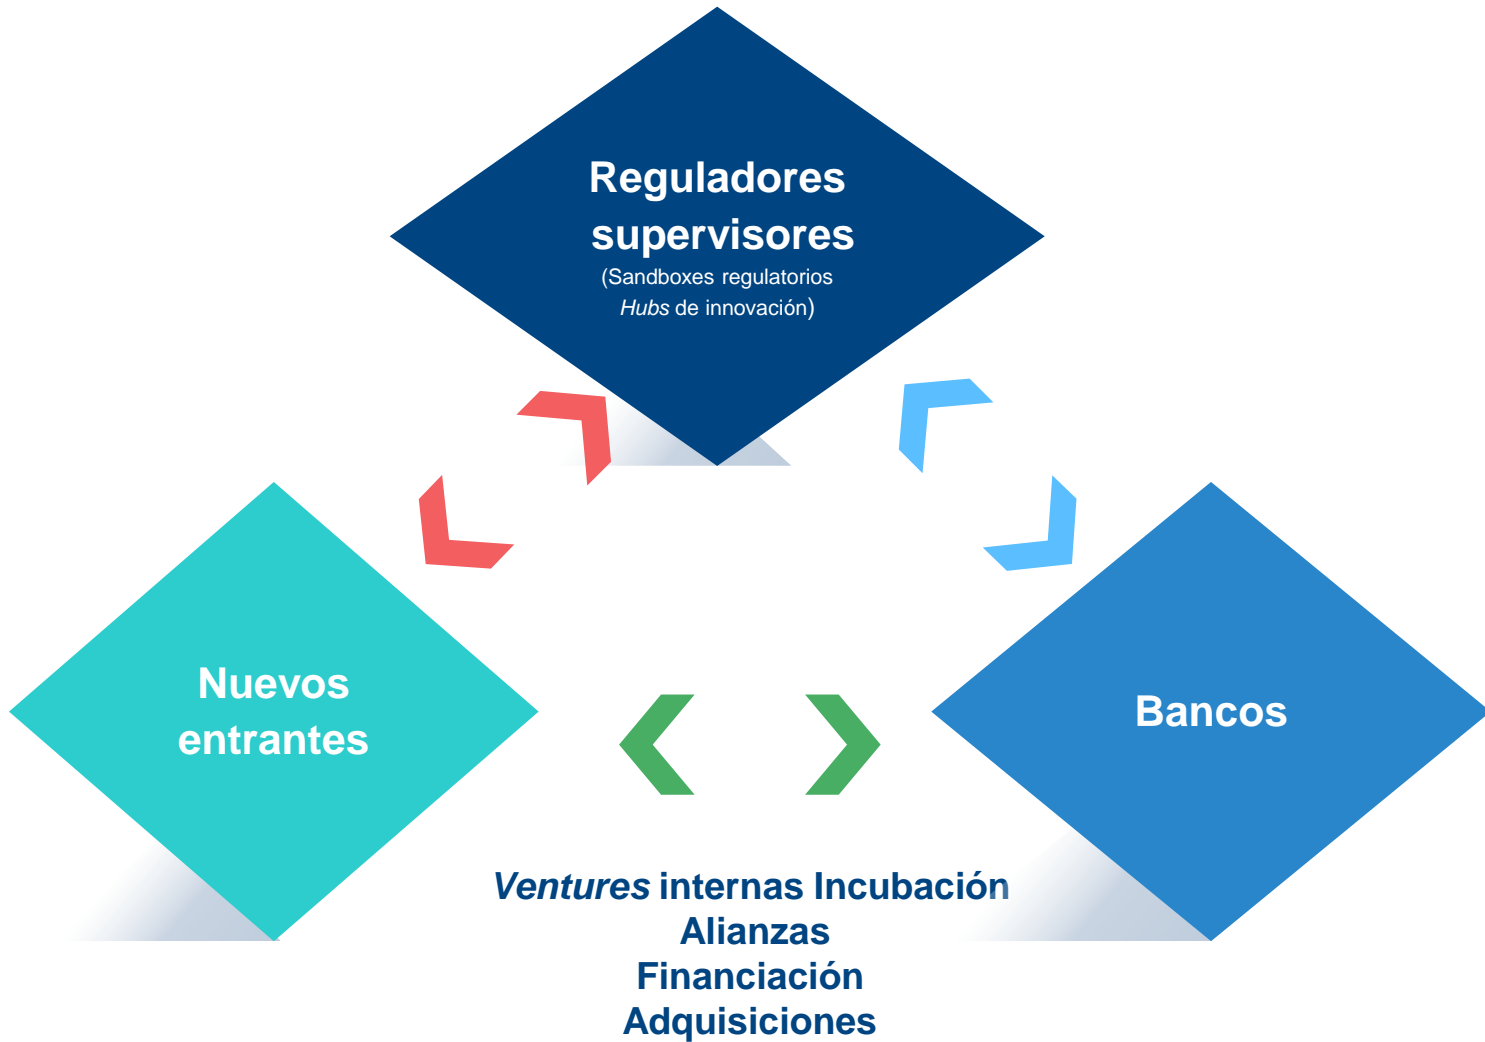 Reguladores
supervisores
(Sandboxes regulatorios
Hubs de innovación)
Nuevos
entrantes
Bancos
Ventures internas Incubación
Alianzas
Financiación
Adquisiciones